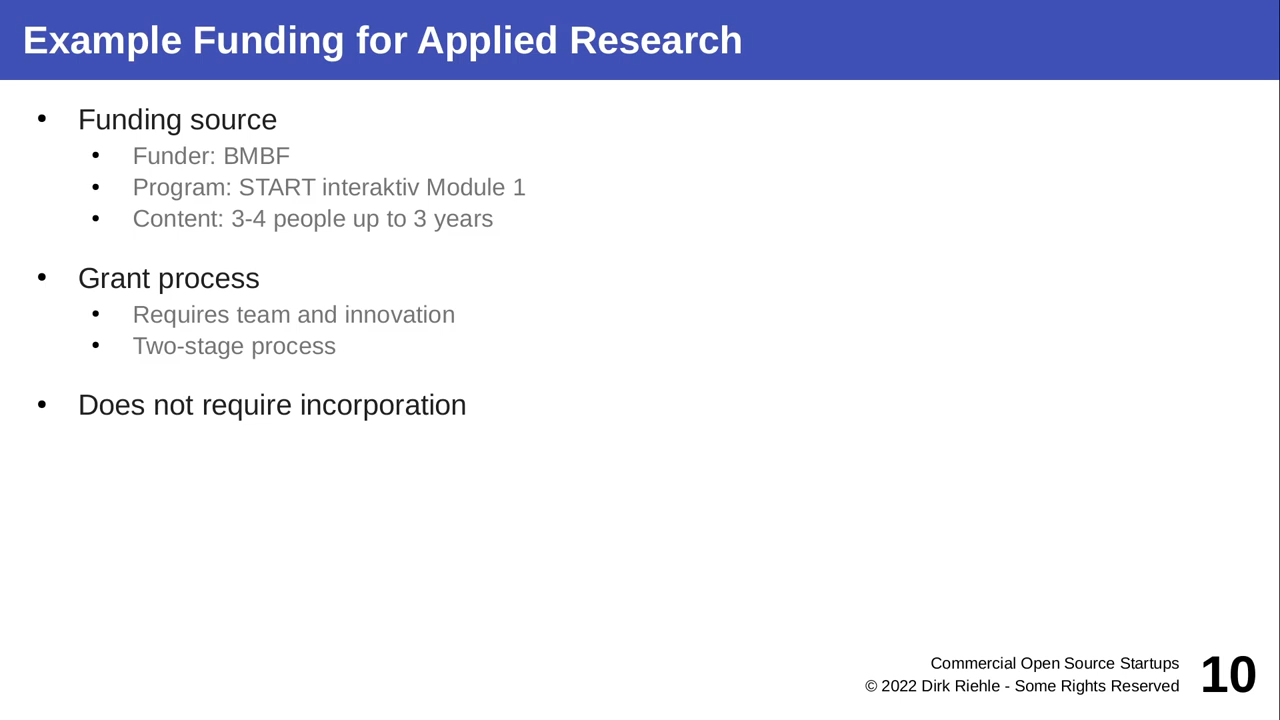 Example Funding for Applied Research
• Funding source
• Funder: BMBF
• Program: START interaktiv Module 1
• Content: 3-4 people up to 3 years
• Grant process
• Requires team and innovation
• Two-stage process
• Does not require incorporation
Commercial Open Source Startups
© 2022 Dirk Riehle - Some Rights Reserved
10